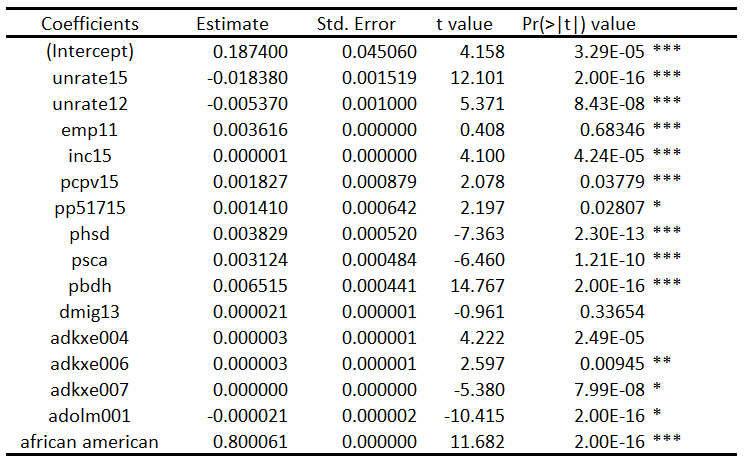 Coefficients Estimate Std. Error t value Pr(>|t|) value
(Intercept) 0.187400 0.045060 4.158 3.29E-05 ***
unrate15 -0.018380 0.001519 12.101 2.00E-16 ***
unrate12 -0.005370 0.001000 5.371 8.43E-08 ***
emp11 0.003616 0.000000 0.408 0.68346 ***
inc15 0.000001 0.000000 4.100 4.24E-05 ***
pcpv15 0.001827 0.000879 2.078 0.03779 ***
pp51715 0.001410 0.000642 2.197 0.02807 *
phsd 0.003829 0.000520 -7.363 2.30E-13 ***
psca 0.003124 0.000484 -6.460 1.21E-10 ***
pbdh 0.006515 0.000441 14.767 2.00E-16 ***
dmig13 0.000021 0.000001 -0.961 0.33654
adkxe004 0.000003 0.000001 4.222 2.49E-05
adkxe006 0.000003 0.000001 2.597 0.00945 **
adkxe007 0.000000 0.000000 -5.380 7.99E-08 *
adolm001 -0.000021 0.000002 -10.415 2.00E-16 *
african american 0.800061 0.000000 11.682 2.00E-16 ***